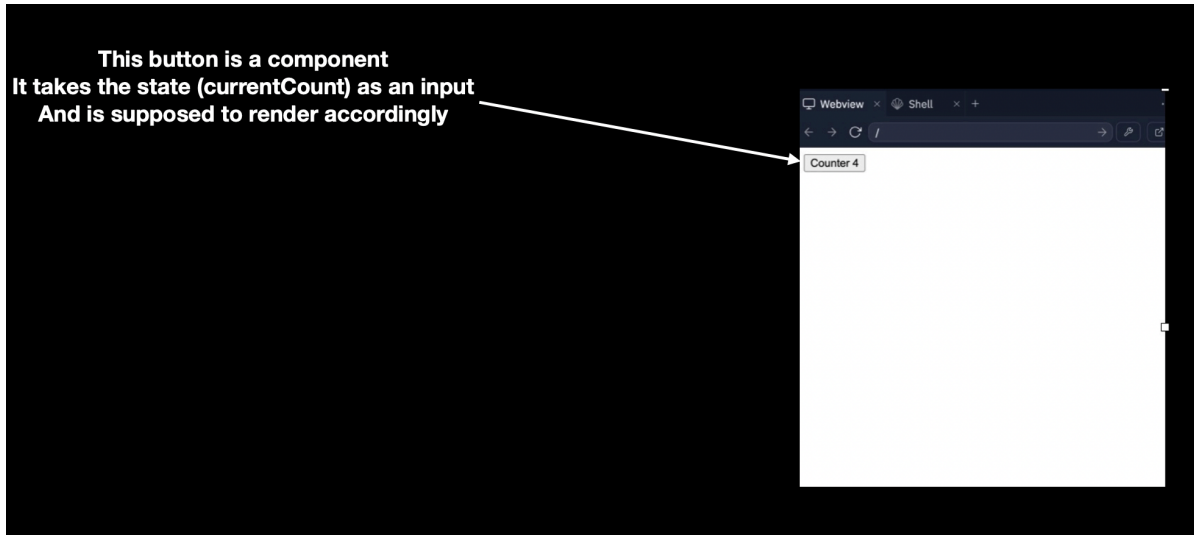 This button is a component
It takes the state (currentCount) as an input
And is supposed to render accordingly
Webview × Shell × +
/
Counter 4